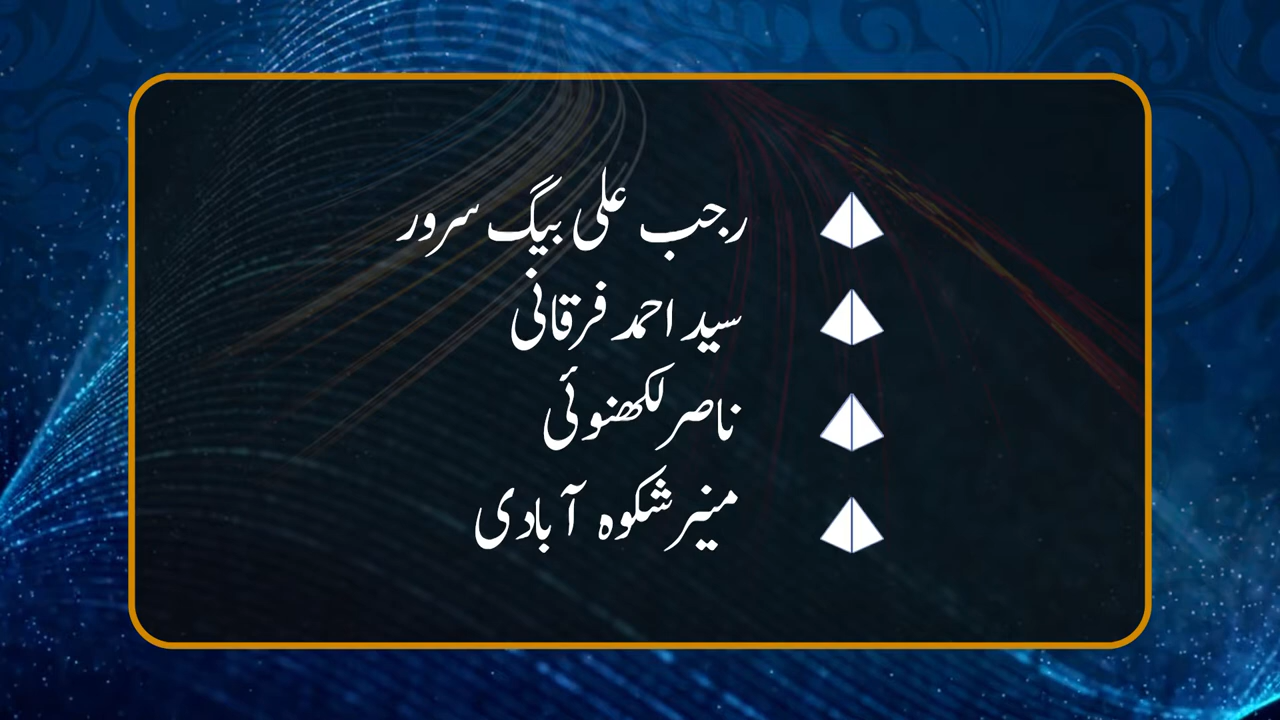 رجب علی بیگ سرور
سید احمد فرقانی
ناصر لکھنوئی
منیر شکوہ آبادی